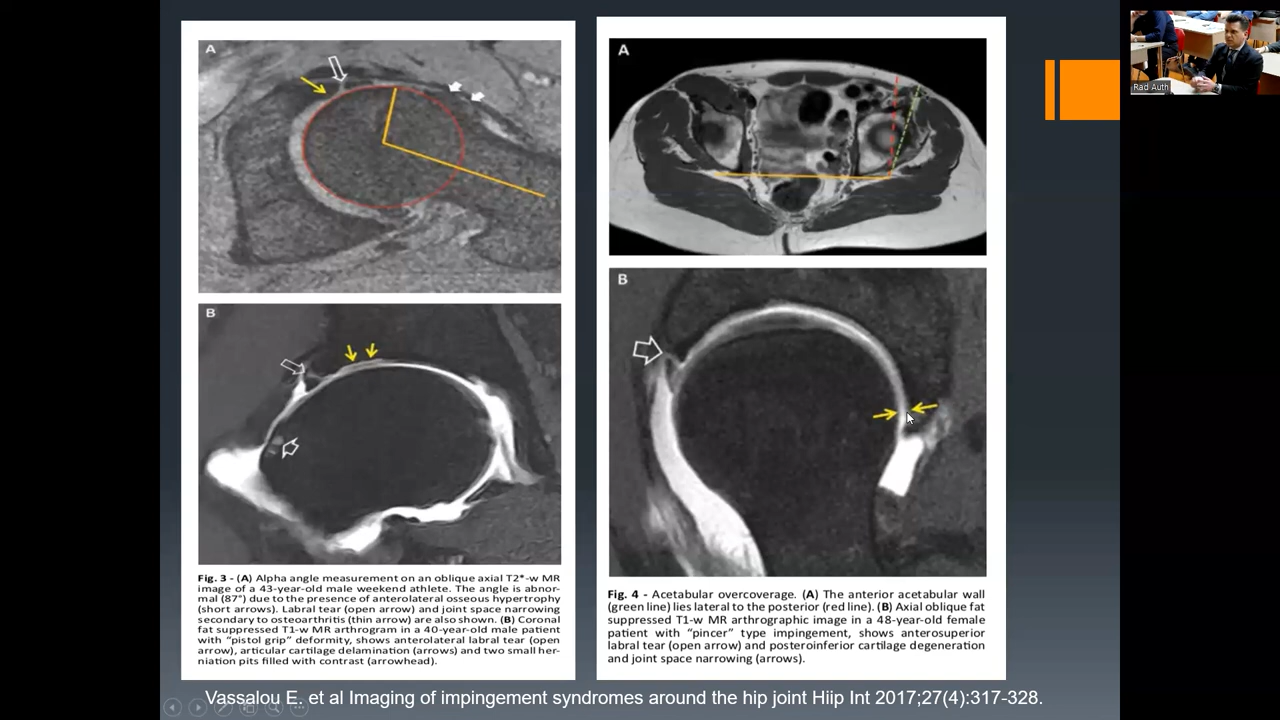 A
B
Fig. 3 - (A) Alpha angle measurement on an oblique axial T2*-w MR
image of a 43-year-old male weekend athlete. The angle is abnor-
mal (87°) due to the presence of anterolateral osseous hypertrophy
(short arrows). Labral tear (open arrow) and joint space narrowing
secondary to osteoarthritis (thin arrow) are also shown. (B) Coronal
fat suppressed T1-w MR arthrogram in a 40-year-old male patient
with “pistol grip” deformity, shows anterolateral labral tear (open
arrow), articular cartilage delamination (arrows) and two small her-
niation pits filled with contrast (arrowhead).
A
B
Fig. 4 - Acetabular overcoverage. (A) The anterior acetabular wall
(green line) lies lateral to the posterior (red line). (B) Axial oblique fat
suppressed T1-w MR arthrographic image in a 48-year-old female
patient with “pincer” type impingement, shows anterosuperior
labral tear (open arrow) and posteroinferior cartilage degeneration
and joint space narrowing (arrows).
Vassalou E. et al Imaging of impingement syndromes around the hip joint Hiip Int 2017;27(4):317-328.
Rad Auth